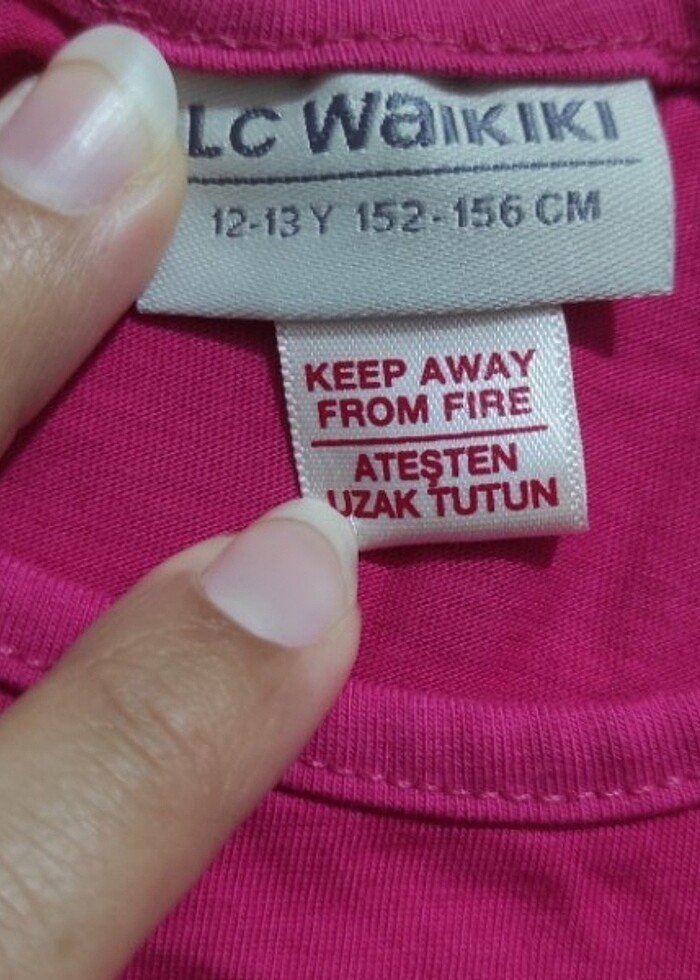 LC Waikiki
12-13 Y 152-156 CM
KEEP AWAY
FROM FIRE
ATEŞTEN
UZAK TUTUN